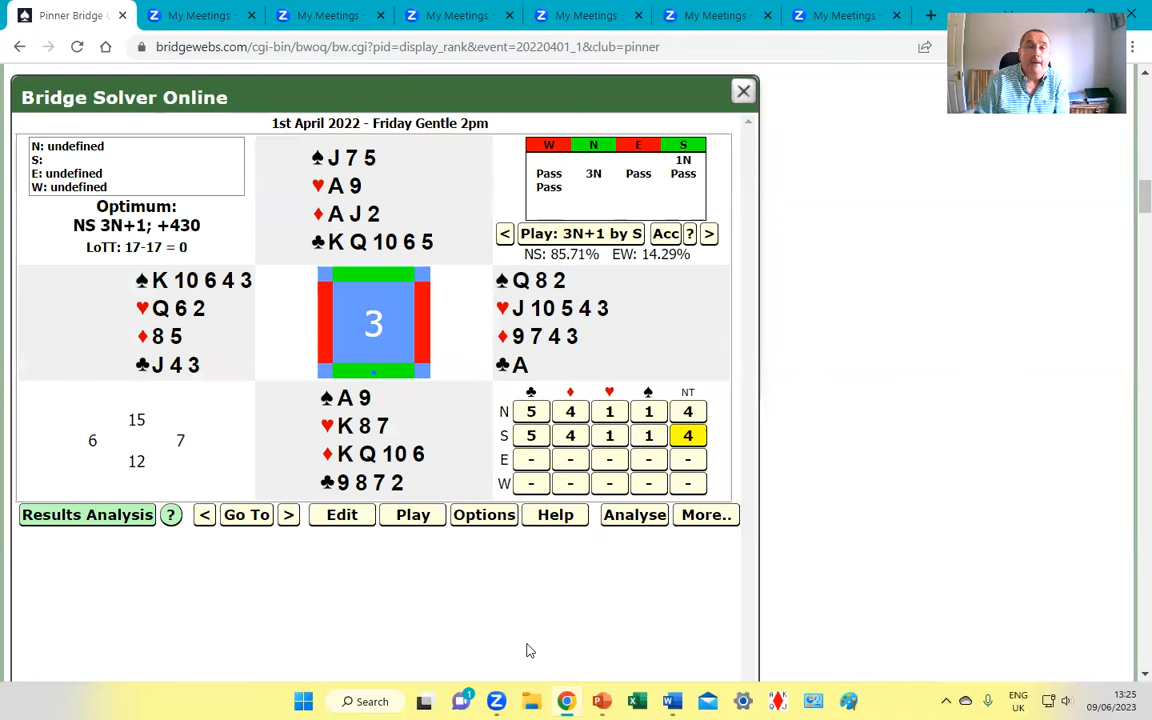 Pinner Bridge
My Meetings
My Meetings
My Meetings
My Meetings
My Meetings
My Meetings
bridgewebs.com/cgi-bin/bwoq/bw.cgi?pid=display_rank&event=20220401_1&club=pinner
Bridge Solver Online
1st April 2022 - Friday Gentle 2pm
N: undefined
S:
E: undefined
W: undefined
Optimum:
NS 3N+1; +430
LoTT: 17-17 = 0
♠ J 7 5
♥ A 9
♦ A J 2
♣ K Q 10 6 5
W N E S
1N
Pass 3N Pass Pass
Pass
< Play: 3N+1 by S Acc ? >
NS: 85.71% EW: 14.29%
♠ K 10 6 4 3
♥ Q 6 2
♦ 8 5
♣ J 4 3
3
♠ Q 8 2
♥ J 10 5 4 3
♦ 9 7 4 3
♣ A
15
6 7
12
♠ A 9
♥ K 8 7
♦ K Q 10 6
♣ 9 8 7 2
♣ ♦ ♥ ♠ NT
N 5 4 1 1 4
S 5 4 1 1 4
E - - - - -
W - - - - -
Results Analysis ? < Go To > Edit Play Options Help Analyse More..
Search
1
ENG
UK
13:25
09/06/2023